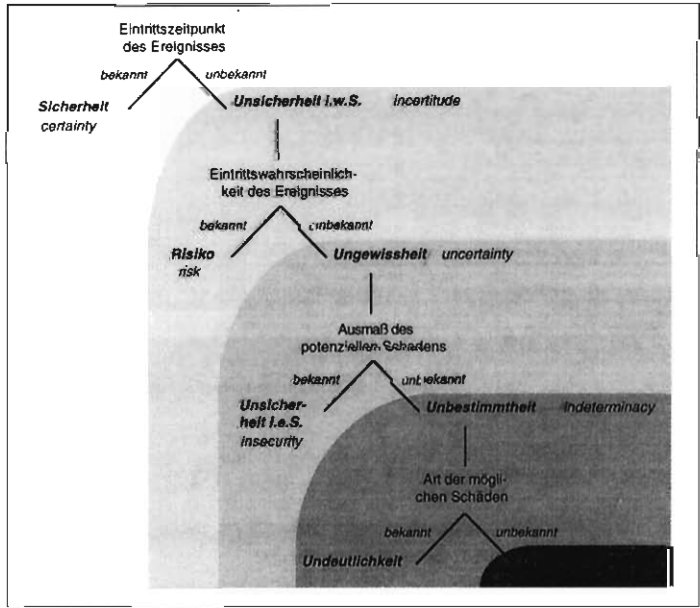 Eintrittszeitpunkt
des Ereignisses
bekannt unbekannt
Sicherheit
certainty
Unsicherheit i.w.S. incertitude
Eintrittswahrscheinlich-
keit des Ereignisses
bekannt unbekannt
Risiko
risk
Ungewissheit uncertainty
Ausmaß des
potenziellen Schadens
bekannt unbekannt
Unsicher-
heit i.e.S.
insecurity
Unbestimmtheit indeterminacy
Art der mögli-
chen Schäden
bekannt unbekannt
Undeutlichkeit